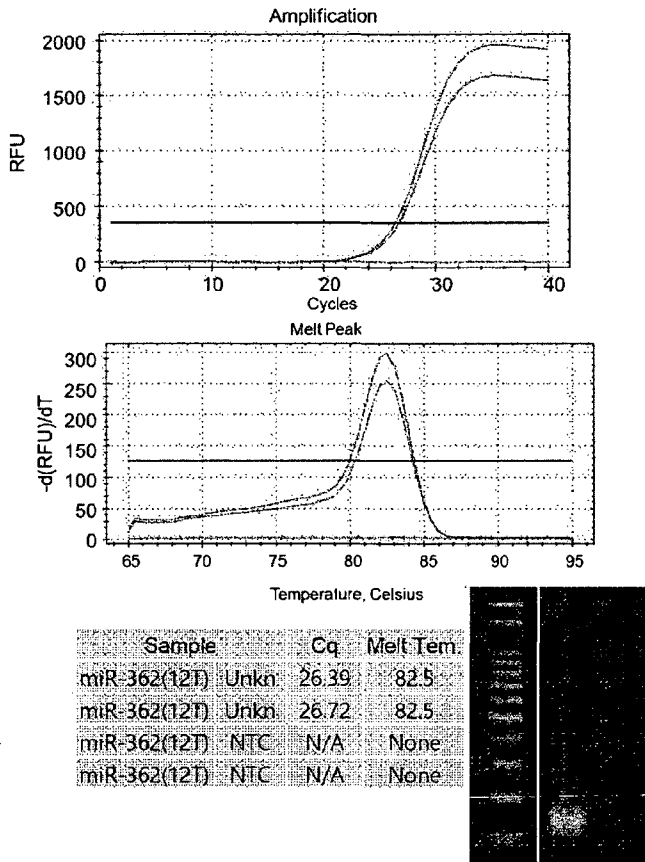 Amplification
2000
1500
1000
500
0
RFU
0 10 20 30 40
Cycles
Melt Peak
300
250
200
150
100
50
0
-d(RFU)/dT
65 70 75 80 85 90 95
Temperature, Celsius
Sample Cq Melt Tem.
miR-362(12T) Unkn 26.39 82.5
miR-362(12T) Unkn 26.72 82.5
miR-362(12T) NTC N/A None
miR-362(12T) NTC N/A None